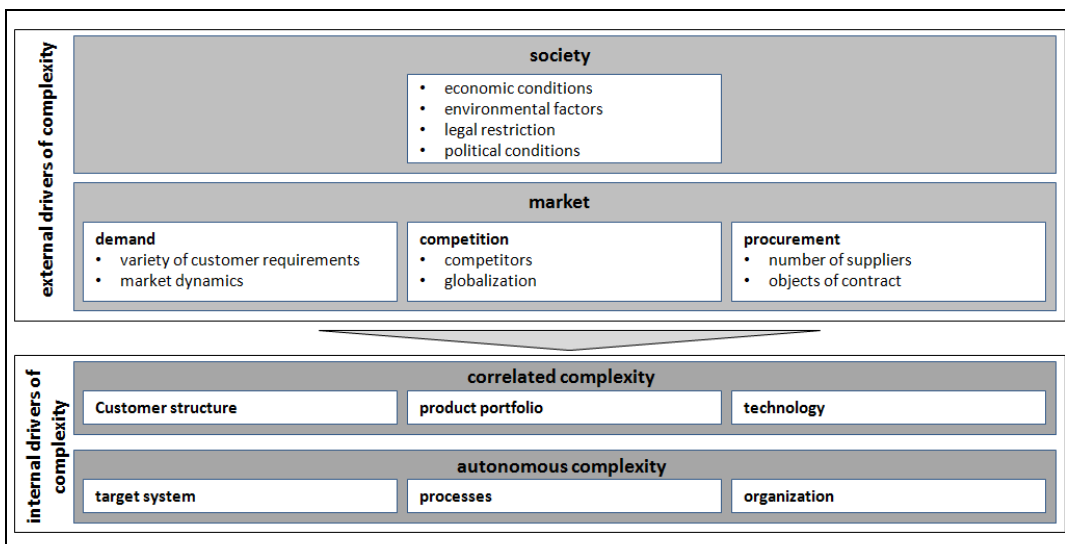 external drivers of complexity
society
• economic conditions
• environmental factors
• legal restriction
• political conditions
market
demand
• variety of customer requirements
• market dynamics
competition
• competitors
• globalization
procurement
• number of suppliers
• objects of contract
internal drivers of
complexity
correlated complexity
Customer structure
product portfolio
technology
autonomous complexity
target system
processes
organization